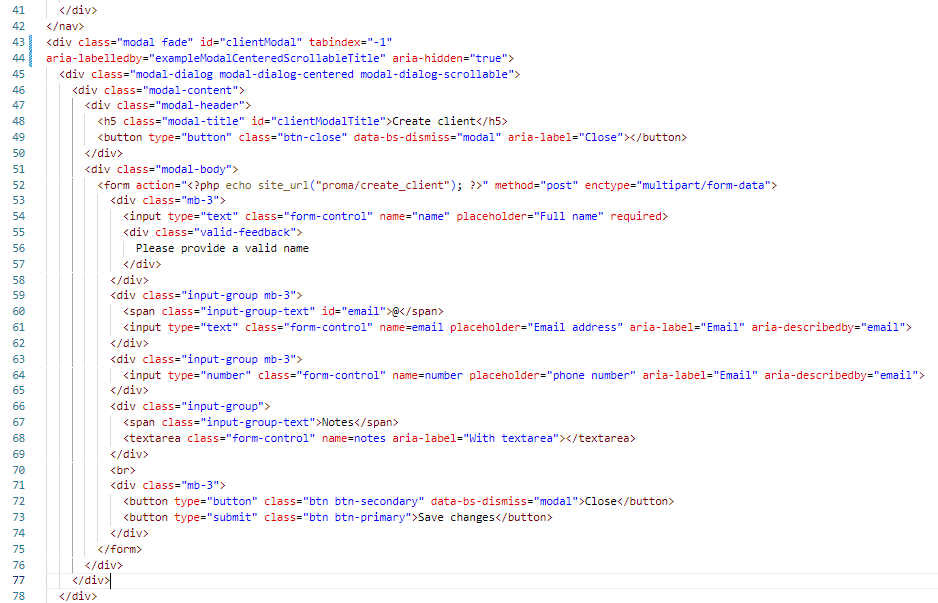 41 </div>
42 </nav>
43 <div class="modal fade" id="clientModal" tabindex="-1"
44 aria-labelledby="exampleModalCenteredScrollableTitle" aria-hidden="true">
45 <div class="modal-dialog modal-dialog-centered modal-dialog-scrollable">
46 <div class="modal-content">
47 <div class="modal-header">
48 <h5 class="modal-title" id="clientModalTitle">Create client</h5>
49 <button type="button" class="btn-close" data-bs-dismiss="modal" aria-label="Close"></button>
50 </div>
51 <div class="modal-body">
52 <form action="<?php echo site_url("proma/create_client"); ?>" method="post" enctype="multipart/form-data">
53 <div class="mb-3">
54 <input type="text" class="form-control" name="name" placeholder="Full name" required>
55 <div class="valid-feedback">
56 Please provide a valid name
57 </div>
58 </div>
59 <div class="input-group mb-3">
60 <span class="input-group-text" id="email">@</span>
61 <input type="text" class="form-control" name=email placeholder="Email address" aria-label="Email" aria-describedby="email">
62 </div>
63 <div class="input-group mb-3">
64 <input type="number" class="form-control" name=number placeholder="phone number" aria-label="Email" aria-describedby="email">
65 </div>
66 <div class="input-group">
67 <span class="input-group-text">Notes</span>
68 <textarea class="form-control" name=notes aria-label="With textarea"></textarea>
69 </div>
70 <br>
71 <div class="mb-3">
72 <button type="button" class="btn btn-secondary" data-bs-dismiss="modal">Close</button>
73 <button type="submit" class="btn btn-primary">Save changes</button>
74 </div>
75 </form>
76 </div>
77 </div>
78 </div>